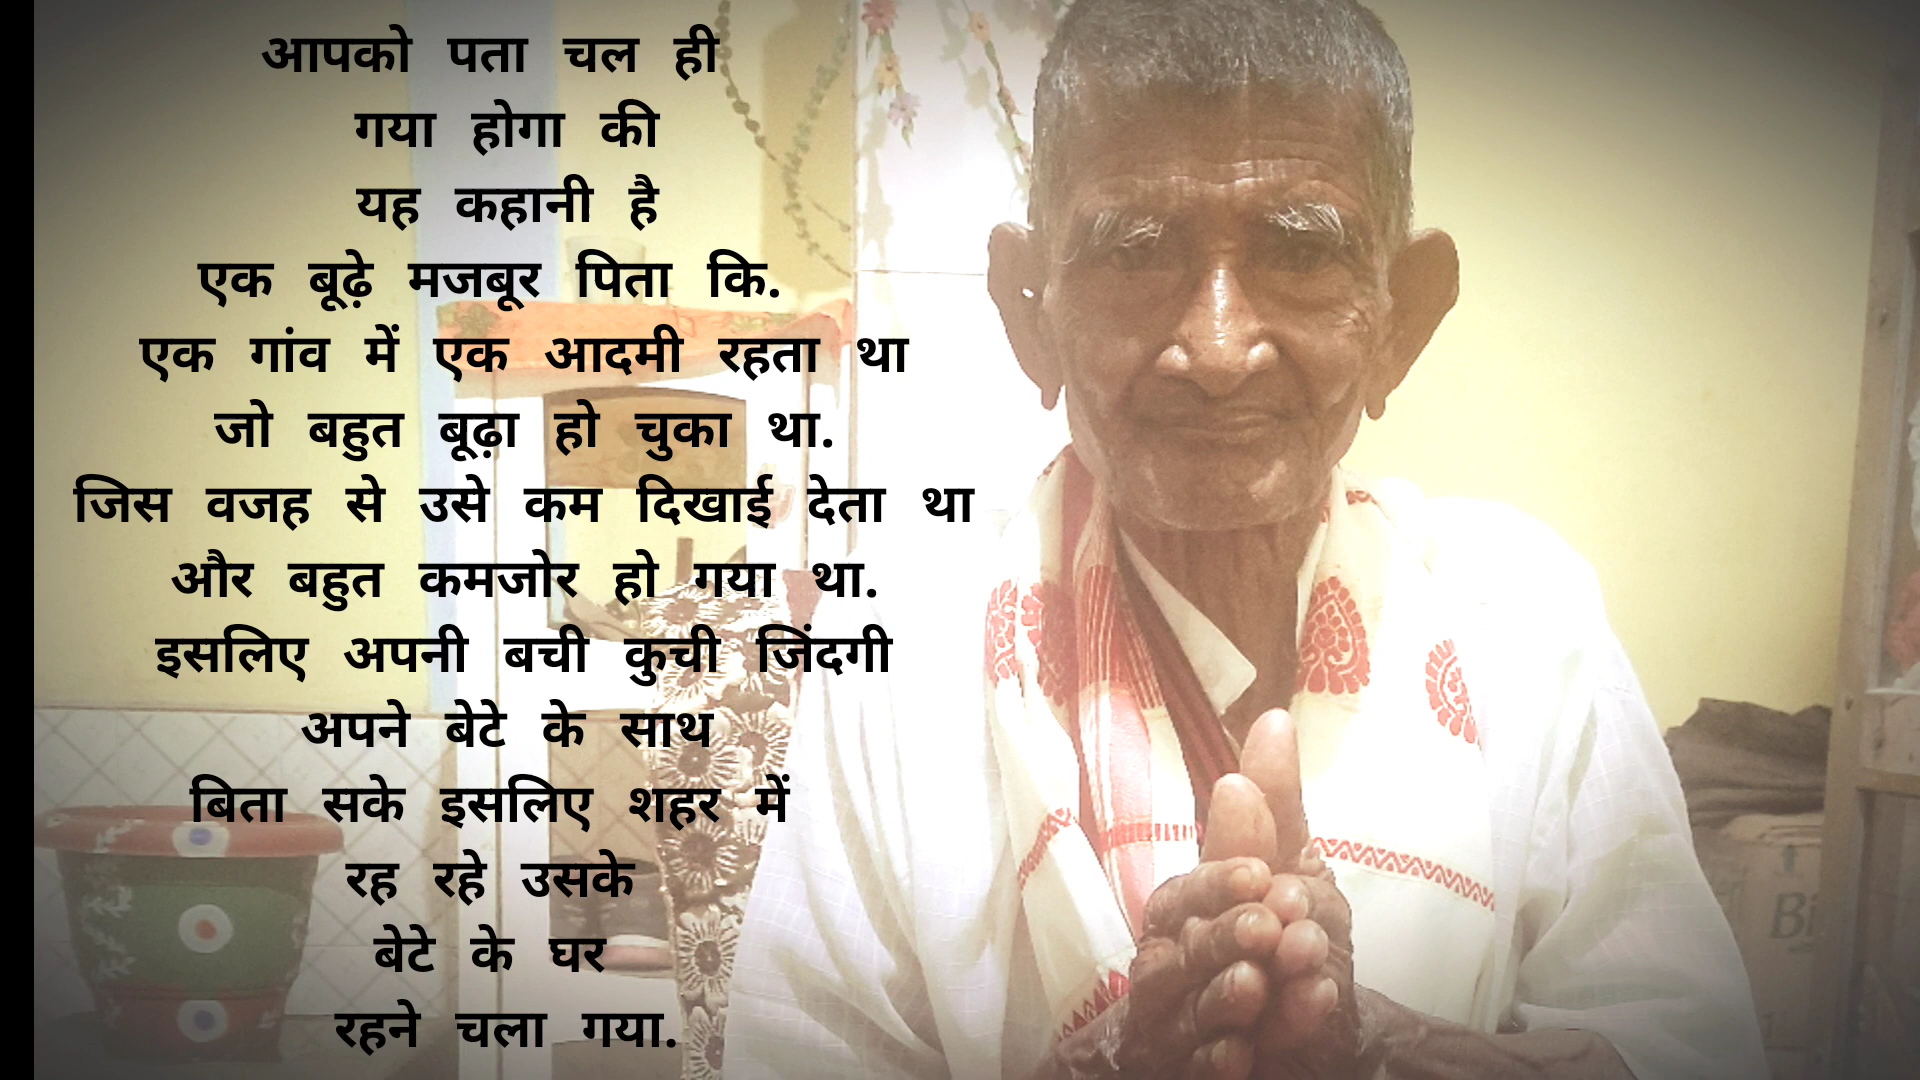 आपको पता चल ही
गया होगा की
यह कहानी है
एक बूढ़े मजबूर पिता कि.
एक गांव में एक आदमी रहता था
जो बहुत बूढ़ा हो चुका था.
जिस वजह से उसे कम दिखाई देता था
और बहुत कमजोर हो गया था.
इसलिए अपनी बची कुची जिंदगी
अपने बेटे के साथ
बिता सके इसलिए शहर में
रह रहे उसके
बेटे के घर
रहने चला गया.